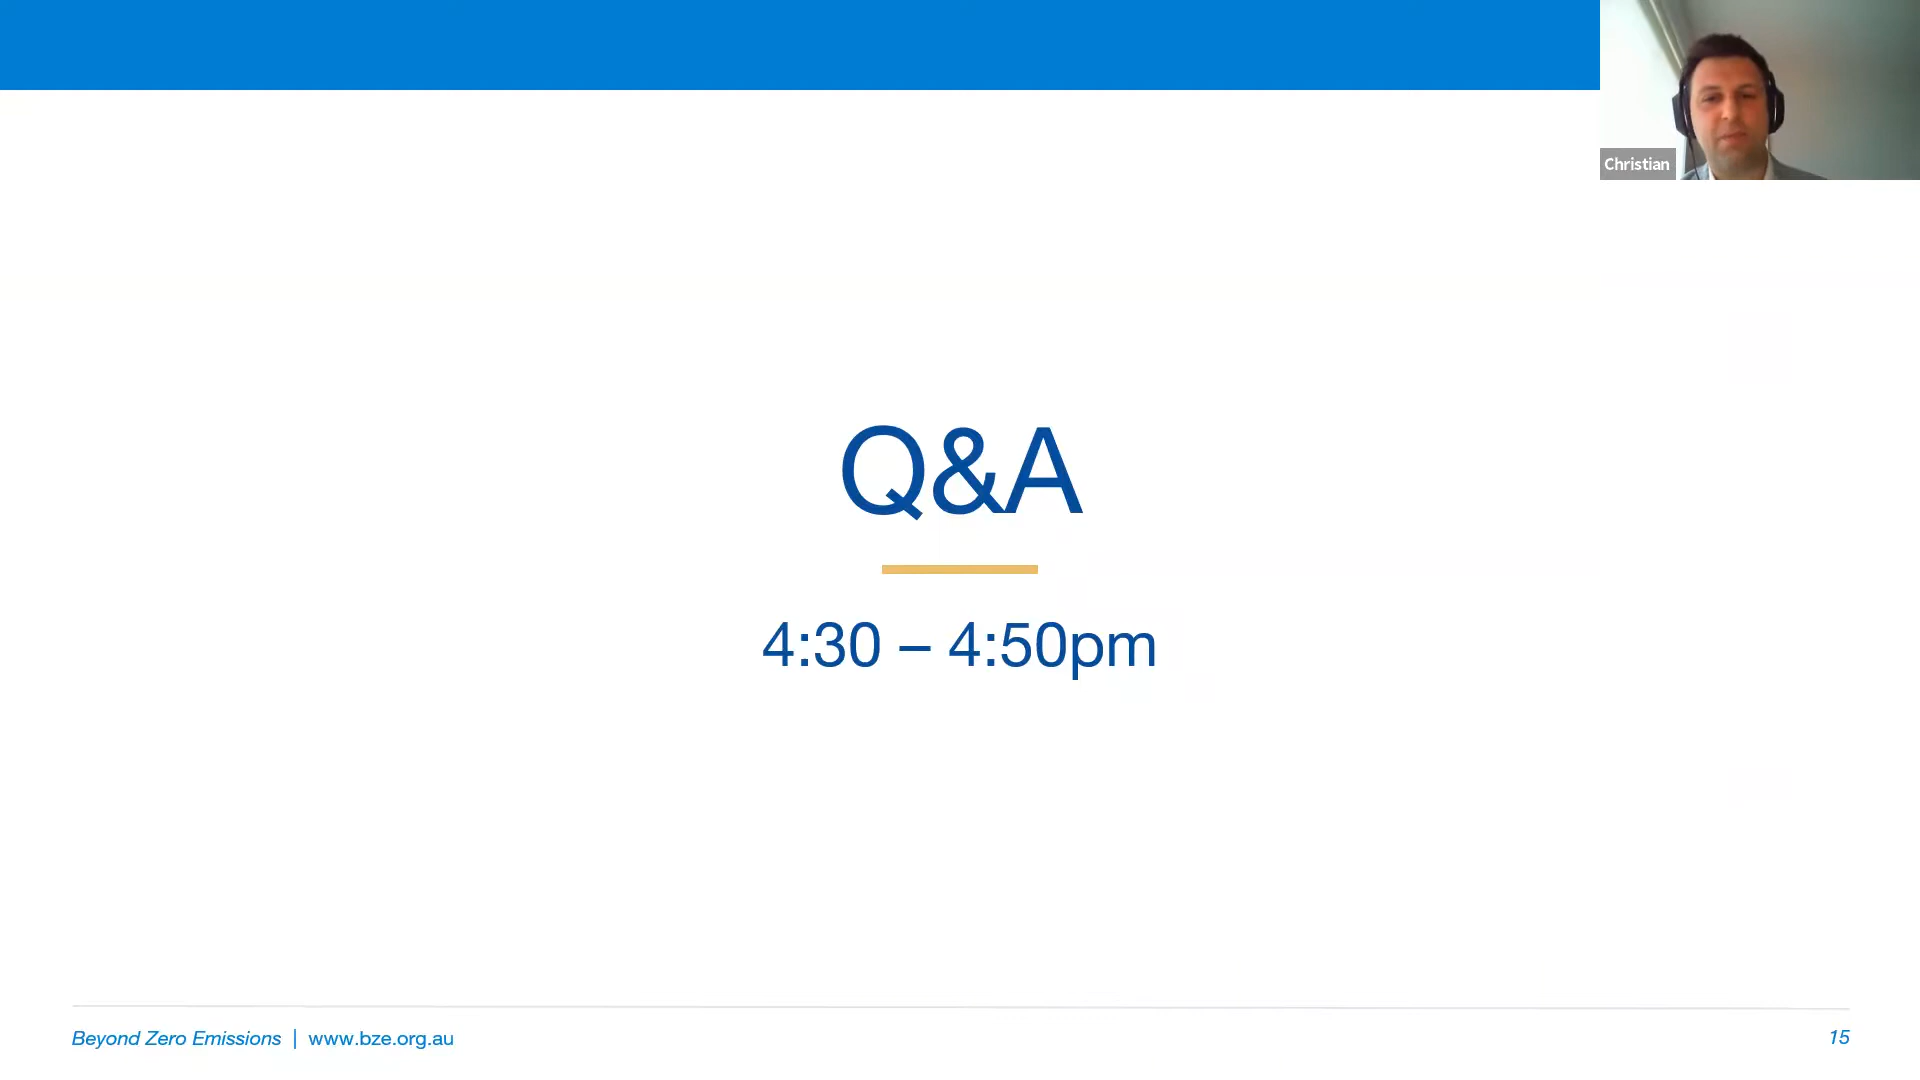 Christian
Q&A
4:30 – 4:50pm
Beyond Zero Emissions | www.bze.org.au
15